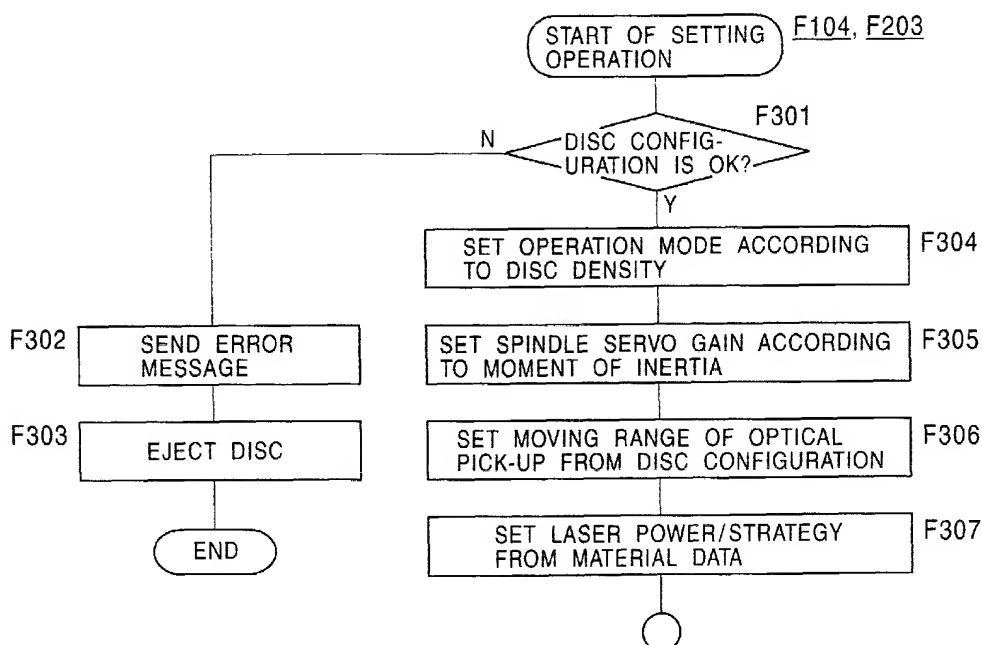 START OF SETTING
OPERATION
F104, F203
F301
DISC CONFIG-
URATION IS OK?
N
Y
SET OPERATION MODE ACCORDING
TO DISC DENSITY
F304
F302
SEND ERROR
MESSAGE
SET SPINDLE SERVO GAIN ACCORDING
TO MOMENT OF INERTIA
F305
F303
EJECT DISC
SET MOVING RANGE OF OPTICAL
PICK-UP FROM DISC CONFIGURATION
F306
END
SET LASER POWER/STRATEGY
FROM MATERIAL DATA
F307